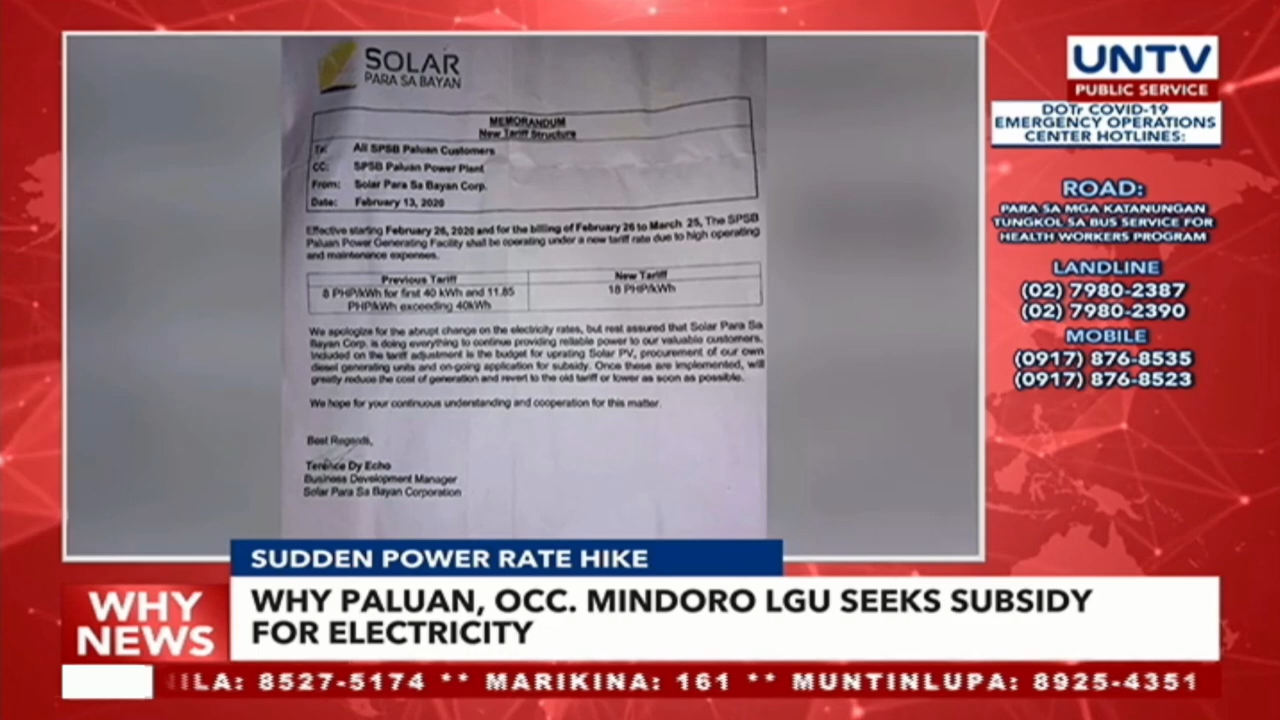 SOLAR
PARA SA BAYAN
MEMORANDUM
New Tariff Structure
To: All SPSB Paluan Customers
CC: SPSB Paluan Power Plant
From: Solar Para Sa Bayan Corp.
Date: February 13, 2020
Effective starting February 26, 2020 and for the billing of February 26 to March 25, The SPSB
Paluan Power Generating Facility shall be operating under a new tariff rate due to high operating
and maintenance expenses.
Previous Tariff New Tariff
8 PHP/kWh for first 40 kWh and 11.85 18 PHP/kWh
PHP/kWh exceeding 40kWh
We apologize for the abrupt change on the electricity rates, but rest assured that Solar Para Sa
Bayan Corp. is doing everything to continue providing reliable power to our valuable customers.
Included on the tariff adjustment is the budget for uprating Solar PV, procurement of our own
diesel generating units and on-going application for subsidy. Once these are implemented, will
greatly reduce the cost of generation and revert to the old tariff or lower as soon as possible.
We hope for your continuous understanding and cooperation for this matter.
Best Regards,
Terence Dy Echo
Business Development Manager
Solar Para Sa Bayan Corporation
UNTV
PUBLIC SERVICE
DOTr COVID-19
EMERGENCY OPERATIONS
CENTER HOTLINES:
ROAD:
PARA SA MGA KATANUNGAN
TUNGKOL SA BUS SERVICE FOR
HEALTH WORKERS PROGRAM
LANDLINE
(02) 7980-2387
(02) 7980-2390
MOBILE
(0917) 876-8535
(0917) 876-8523
SUDDEN POWER RATE HIKE
WHY NEWS
WHY PALUAN, OCC. MINDORO LGU SEEKS SUBSIDY
FOR ELECTRICITY
ILA: 8527-5174 ** MARIKINA: 161 ** MUNTINLUPA: 8925-4351